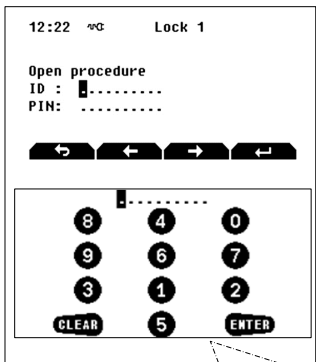 12:22 Lock 1
Open procedure
ID : ..........
PIN: ..........
..........
8 4 0
9 6 7
3 1 2
CLEAR 5 ENTER